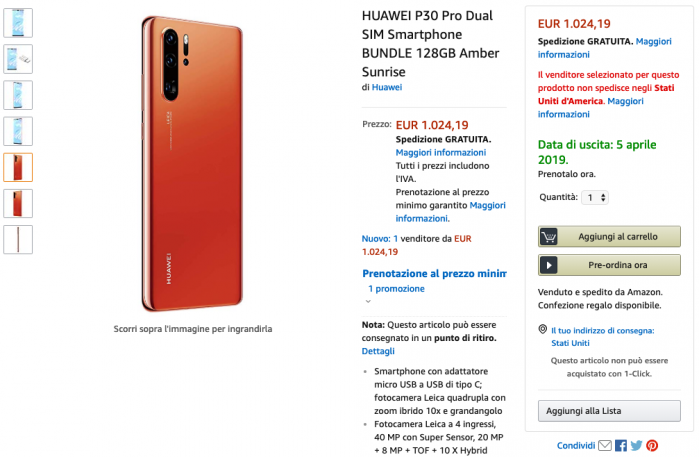 HUAWEI
HUAWEI P30 Pro Dual
SIM Smartphone
BUNDLE 128GB Amber
Sunrise
di Huawei
Prezzo: EUR 1.024,19
Spedizione GRATUITA.
Maggiori informazioni
Tutti i prezzi includono
l'IVA.
Prenotazione al prezzo
minimo garantito Maggiori
informazioni.
Nuovo: 1 venditore da EUR
1.024,19
Prenotazione al prezzo minim
1 promozione
Nota: Questo articolo può essere
consegnato in un punto di ritiro.
Dettagli
• Smartphone con adattatore
micro USB a USB di tipo C;
fotocamera Leica quadrupla con
zoom ibrido 10x e grandangolo
• Fotocamera Leica a 4 ingressi,
40 MP con Super Sensor, 20 MP
+ 8 MP + TOF + 10 X Hybrid
Scorri sopra l'immagine per ingrandirla
EUR 1.024,19
Spedizione GRATUITA. Maggiori
informazioni
Il venditore selezionato per questo
prodotto non spedisce negli Stati
Uniti d'America. Maggiori
informazioni
Data di uscita: 5 aprile
2019.
Prenotalo ora.
Quantità: 1
Aggiungi al carrello
Pre-ordina ora
Venduto e spedito da Amazon.
Confezione regalo disponibile.
Il tuo indirizzo di consegna:
Stati Uniti
Questo articolo non può essere
acquistato con 1-Click.
Aggiungi alla Lista
Condividi